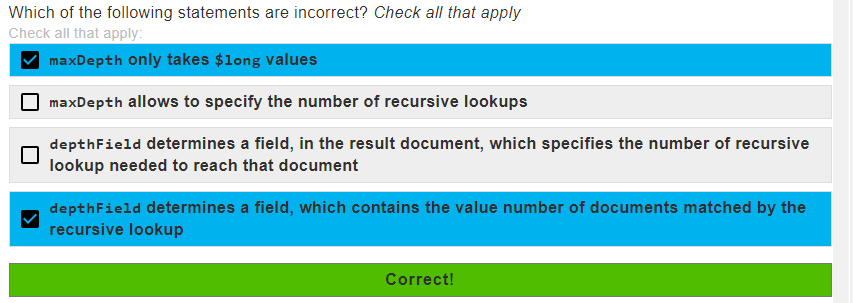 Which of the following statements are incorrect? Check all that apply
Check all that apply:
maxDepth only takes $long values
maxDepth allows to specify the number of recursive lookups
depthField determines a field, in the result document, which specifies the number of recursive
lookup needed to reach that document
depthField determines a field, which contains the value number of documents matched by the
recursive lookup
Correct!